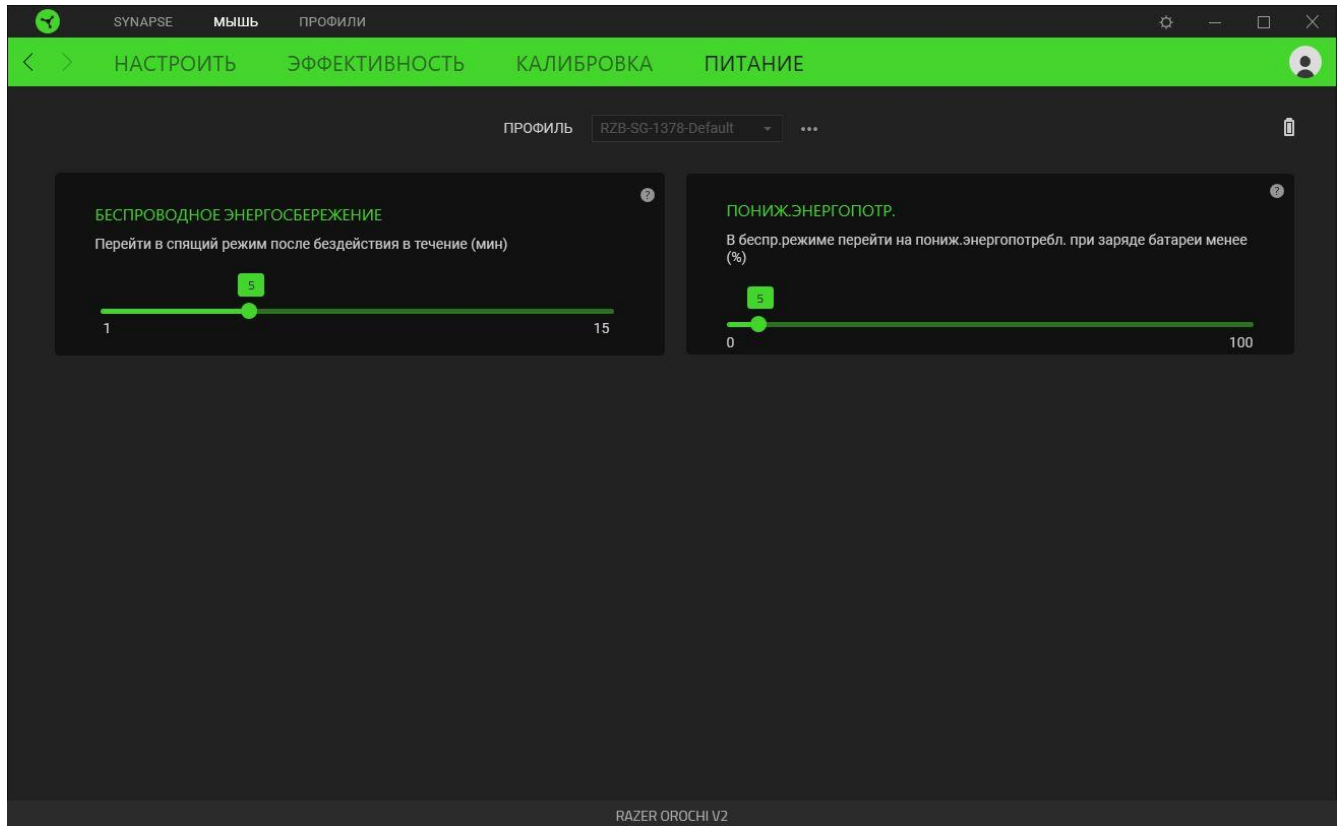 SYNAPSE МЫШЬ ПРОФИЛИ
НАСТРОИТЬ ЭФФЕКТИВНОСТЬ КАЛИБРОВКА ПИТАНИЕ
ПРОФИЛЬ RZB-SG-1378-Default
БЕСПРОВОДНОЕ ЭНЕРГОСБЕРЕЖЕНИЕ
Перейти в спящий режим после бездействия в течение (мин)
5
1 15
ПОНИЖ.ЭНЕРГОПОТР.
В беспр.режиме перейти на пониж.энергопотребл. при заряде батареи менее
(%)
5
0 100
RAZER OROCHI V2